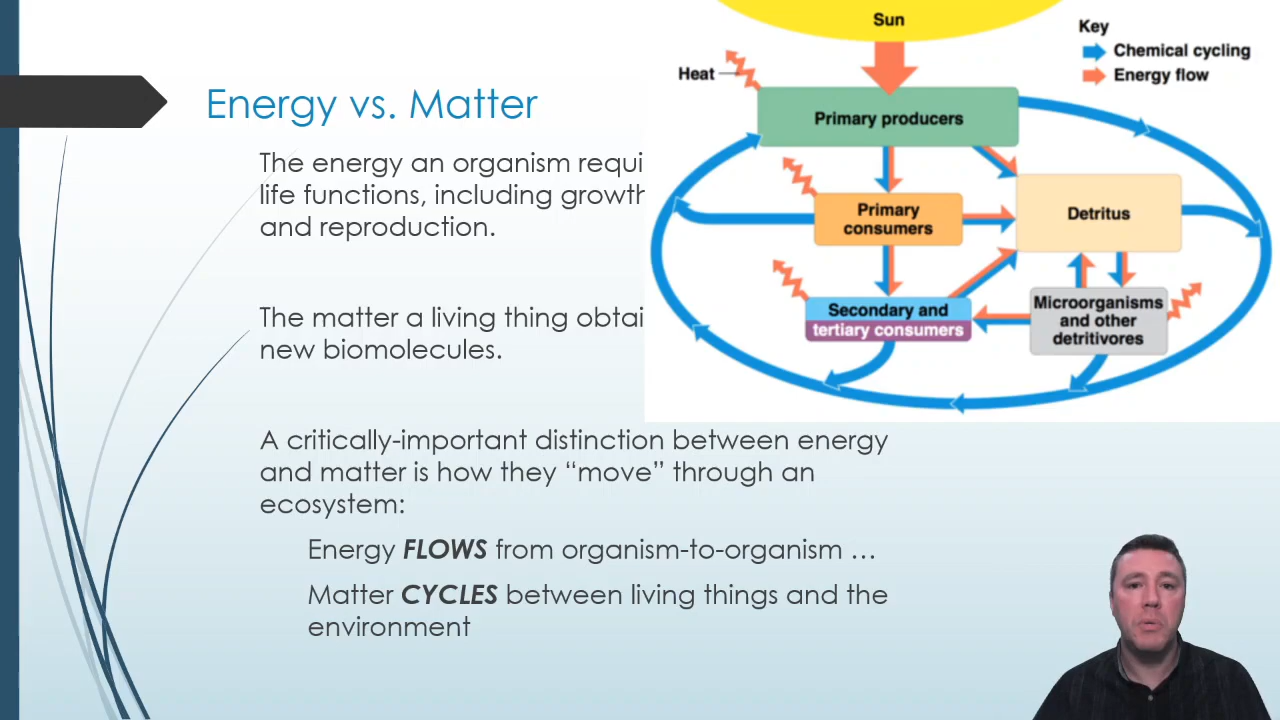 Energy vs. Matter
The energy an organism requi
life functions, including growth
and reproduction.
The matter a living thing obtai
new biomolecules.
A critically-important distinction between energy
and matter is how they “move” through an
ecosystem:
Energy FLOWS from organism-to-organism …
Matter CYCLES between living things and the
environment
Sun
Key
Chemical cycling
Energy flow
Heat
Primary producers
Primary
consumers
Detritus
Secondary and
tertiary consumers
Microorganisms
and other
detritivores